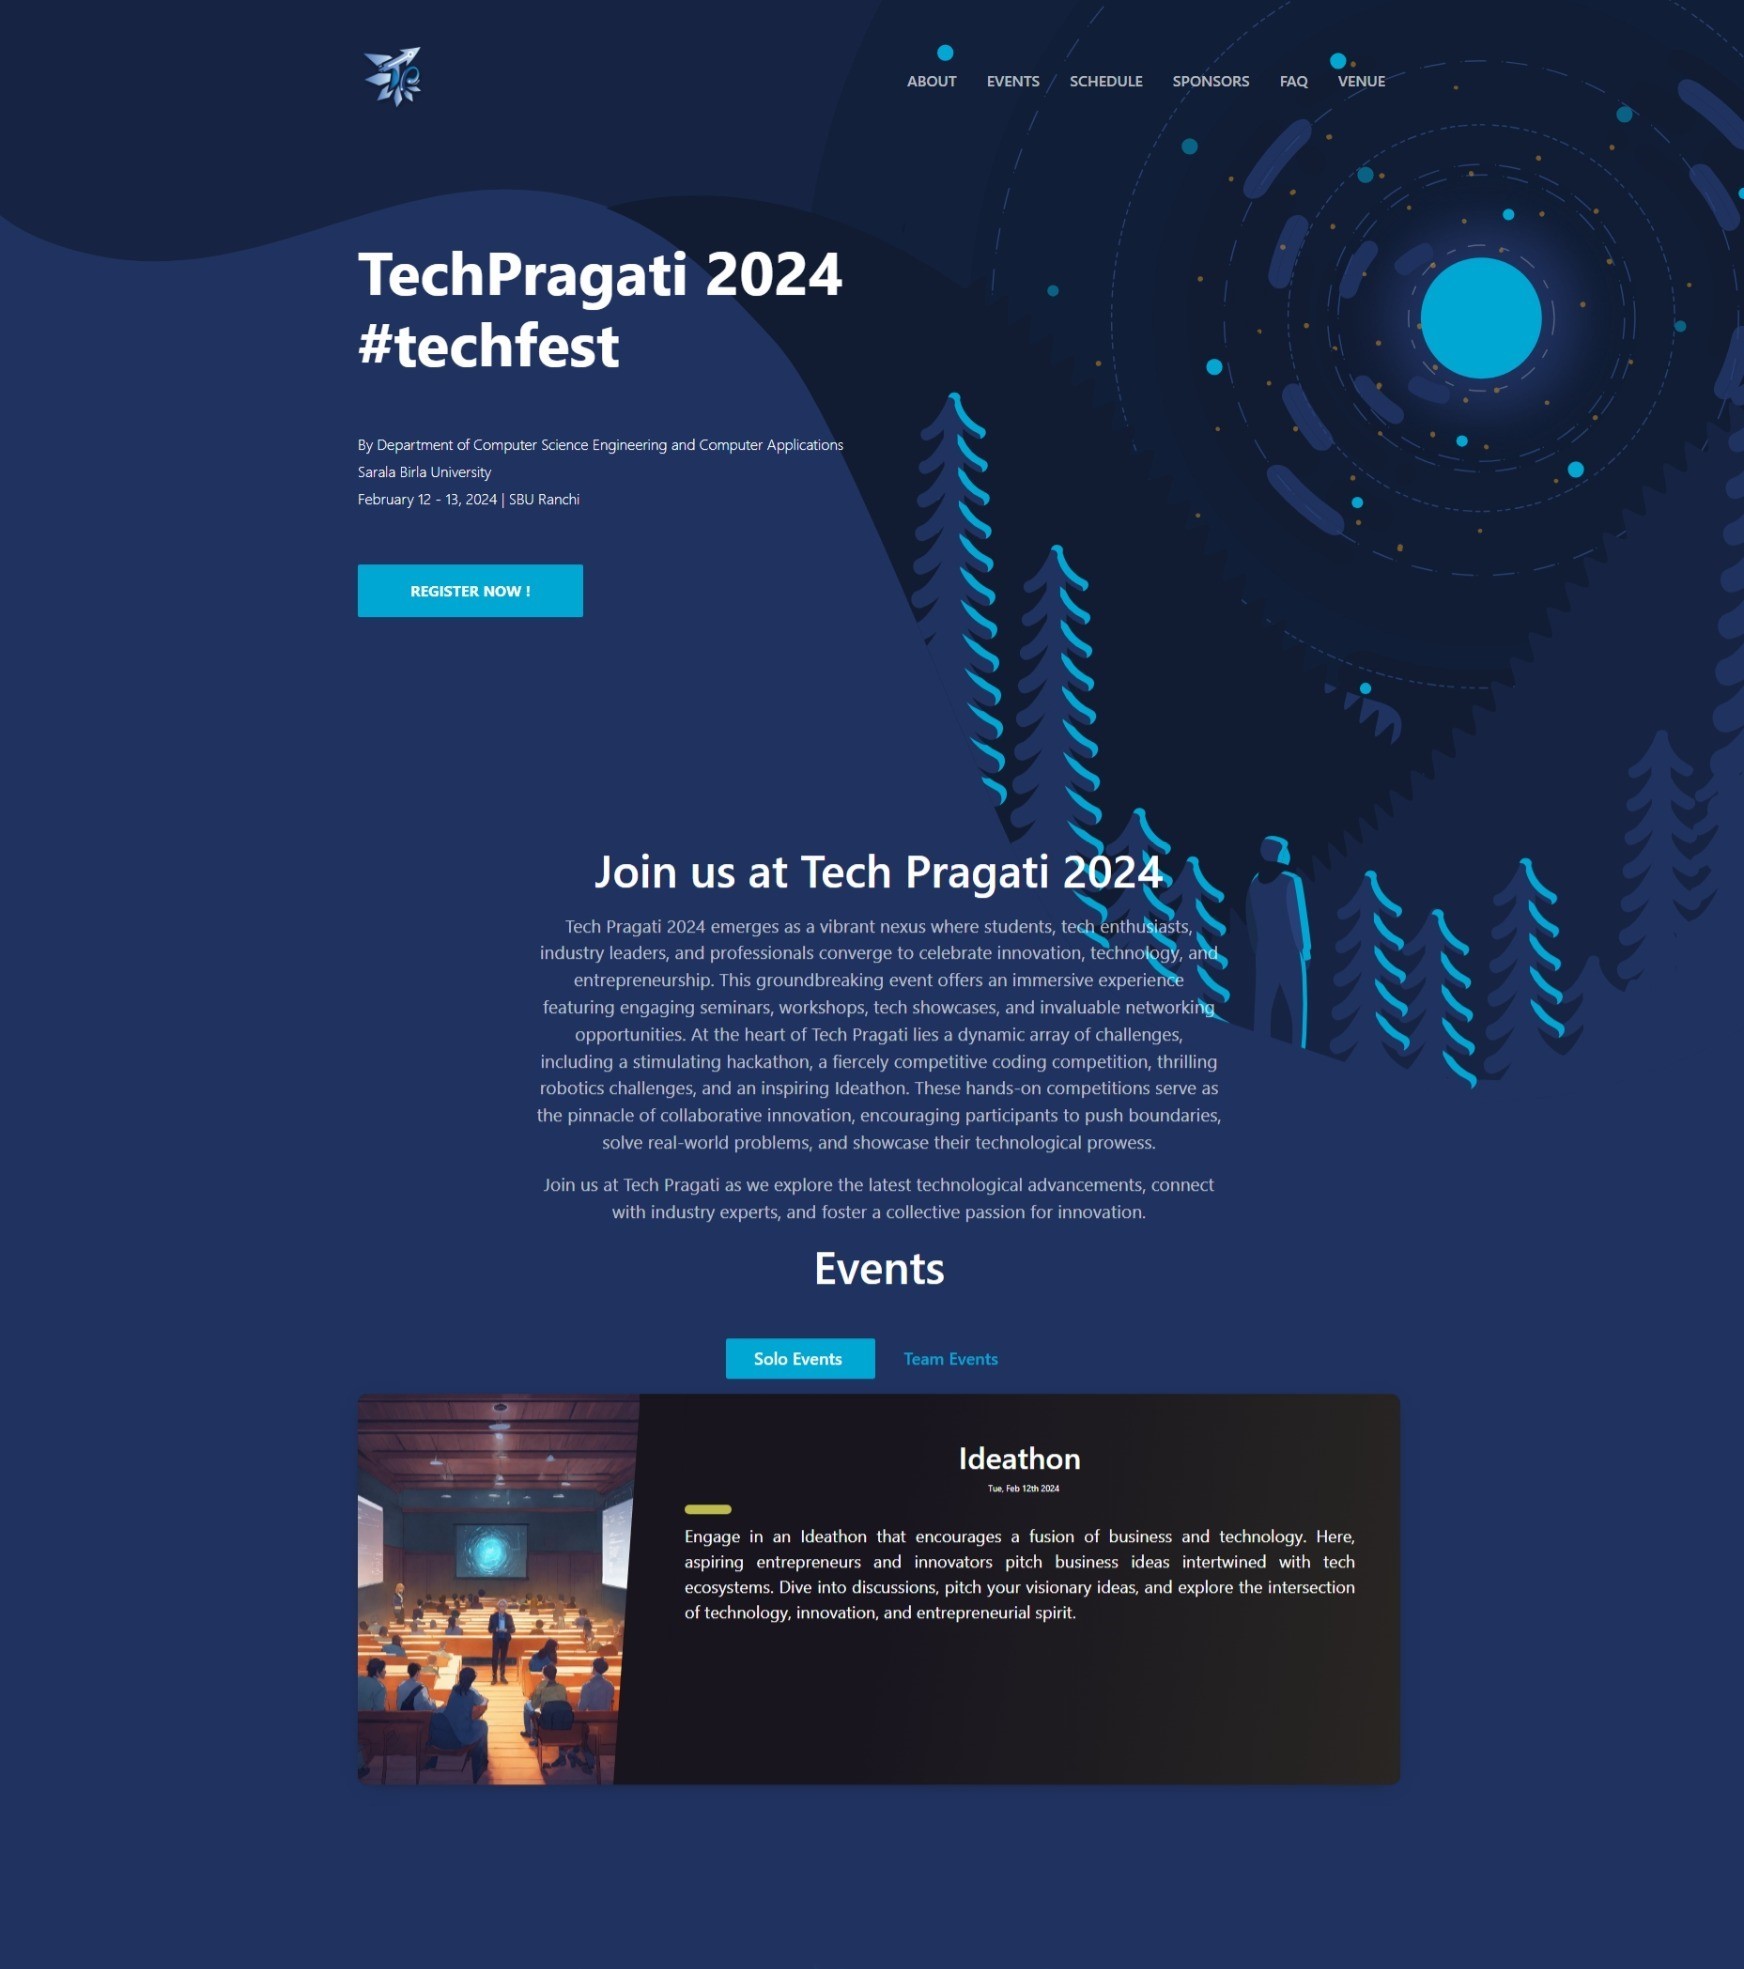 ABOUT EVENTS SCHEDULE SPONSORS FAQ VENUE
TechPragati 2024
#techfest
By Department of Computer Science Engineering and Computer Applications
Sarala Birla University
February 12 - 13, 2024 | SBU Ranchi
REGISTER NOW !
Join us at Tech Pragati 2024
Tech Pragati 2024 emerges as a vibrant nexus where students, tech enthusiasts,
industry leaders, and professionals converge to celebrate innovation, technology, and
entrepreneurship. This groundbreaking event offers an immersive experience
featuring engaging seminars, workshops, tech showcases, and invaluable networking
opportunities. At the heart of Tech Pragati lies a dynamic array of challenges,
including a stimulating hackathon, a fiercely competitive coding competition, thrilling
robotics challenges, and an inspiring Ideathon. These hands-on competitions serve as
the pinnacle of collaborative innovation, encouraging participants to push boundaries,
solve real-world problems, and showcase their technological prowess.
Join us at Tech Pragati as we explore the latest technological advancements, connect
with industry experts, and foster a collective passion for innovation.
Events
Solo Events Team Events
Ideathon
Tue, Feb 12th 2024
Engage in an Ideathon that encourages a fusion of business and technology. Here,
aspiring entrepreneurs and innovators pitch business ideas intertwined with tech
ecosystems. Dive into discussions, pitch your visionary ideas, and explore the intersection
of technology, innovation, and entrepreneurial spirit.